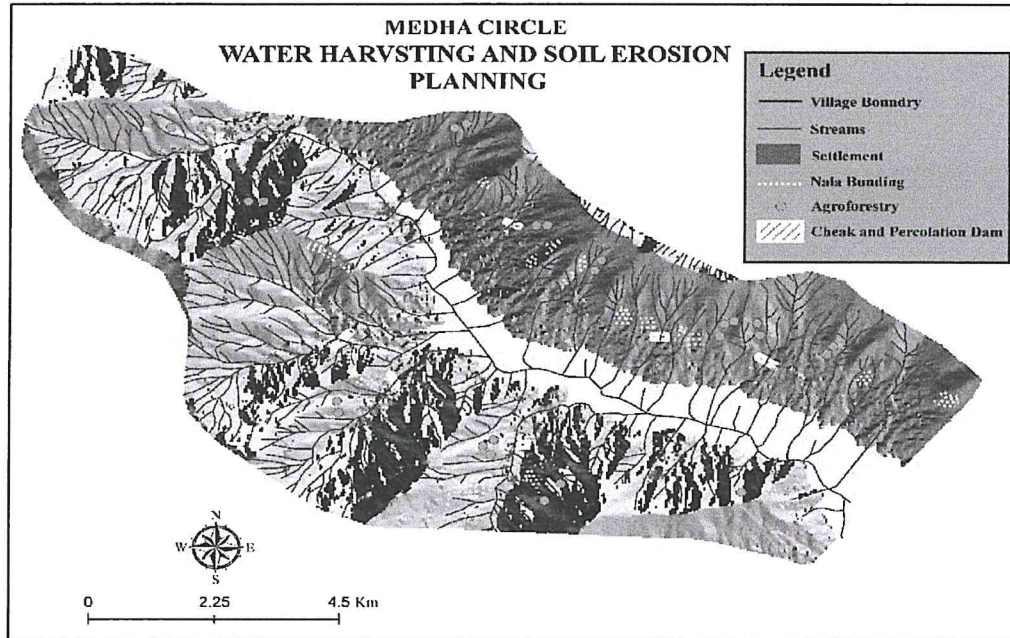 MEDHA CIRCLE
WATER HARVSTING AND SOIL EROSION
PLANNING
Legend
Village Boundry
Streams
Settlement
Nala Bunding
Agroforestry
Cheak and Percolation Dam
N
W E
S
0 2.25 4.5 Km